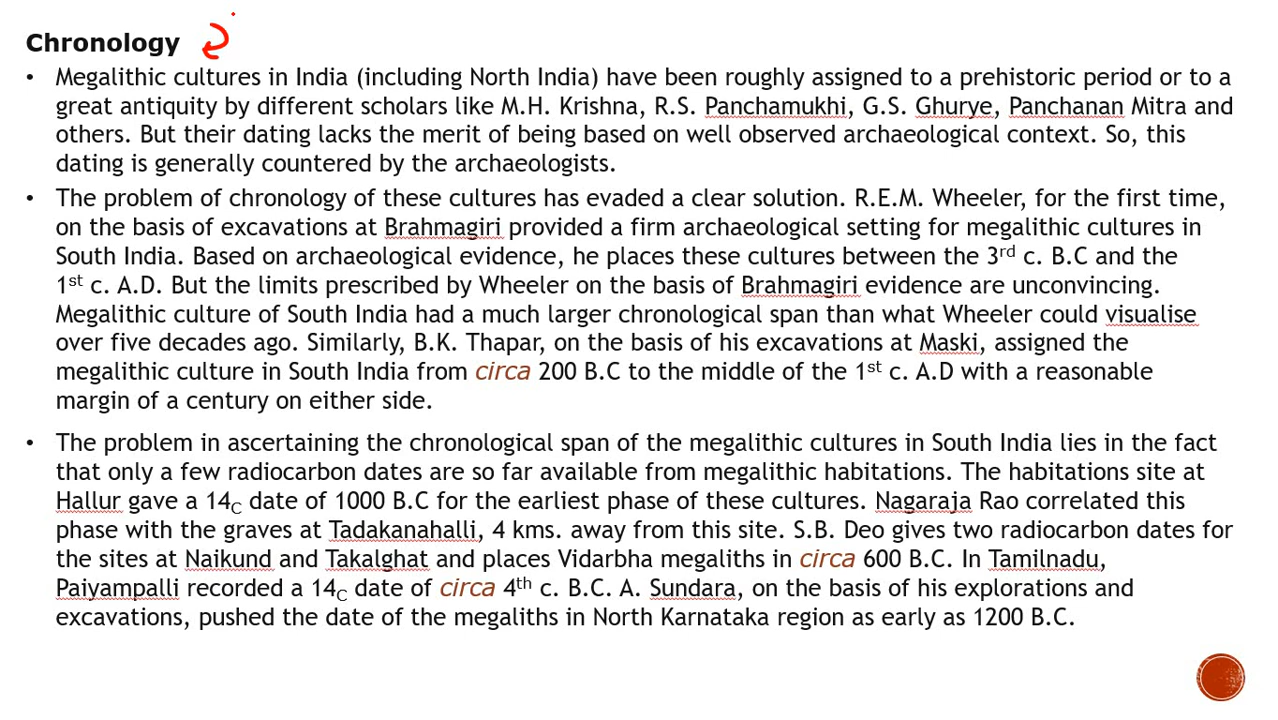 Chronology
• Megalithic cultures in India (including North India) have been roughly assigned to a prehistoric period or to a
great antiquity by different scholars like M.H. Krishna, R.S. Panchamukhi, G.S. Ghurye, Panchanan Mitra and
others. But their dating lacks the merit of being based on well observed archaeological context. So, this
dating is generally countered by the archaeologists.
• The problem of chronology of these cultures has evaded a clear solution. R.E.M. Wheeler, for the first time,
on the basis of excavations at Brahmagiri provided a firm archaeological setting for megalithic cultures in
South India. Based on archaeological evidence, he places these cultures between the 3rd c. B.C and the
1st c. A.D. But the limits prescribed by Wheeler on the basis of Brahmagiri evidence are unconvincing.
Megalithic culture of South India had a much larger chronological span than what Wheeler could visualise
over five decades ago. Similarly, B.K. Thapar, on the basis of his excavations at Maski, assigned the
megalithic culture in South India from circa 200 B.C to the middle of the 1st c. A.D with a reasonable
margin of a century on either side.
• The problem in ascertaining the chronological span of the megalithic cultures in South India lies in the fact
that only a few radiocarbon dates are so far available from megalithic habitations. The habitations site at
Hallur gave a 14C date of 1000 B.C for the earliest phase of these cultures. Nagaraja Rao correlated this
phase with the graves at Tadakanahalli, 4 kms. away from this site. S.B. Deo gives two radiocarbon dates for
the sites at Naikund and Takalghat and places Vidarbha megaliths in circa 600 B.C. In Tamilnadu,
Paiyampalli recorded a 14C date of circa 4th c. B.C. A. Sundara, on the basis of his explorations and
excavations, pushed the date of the megaliths in North Karnataka region as early as 1200 B.C.